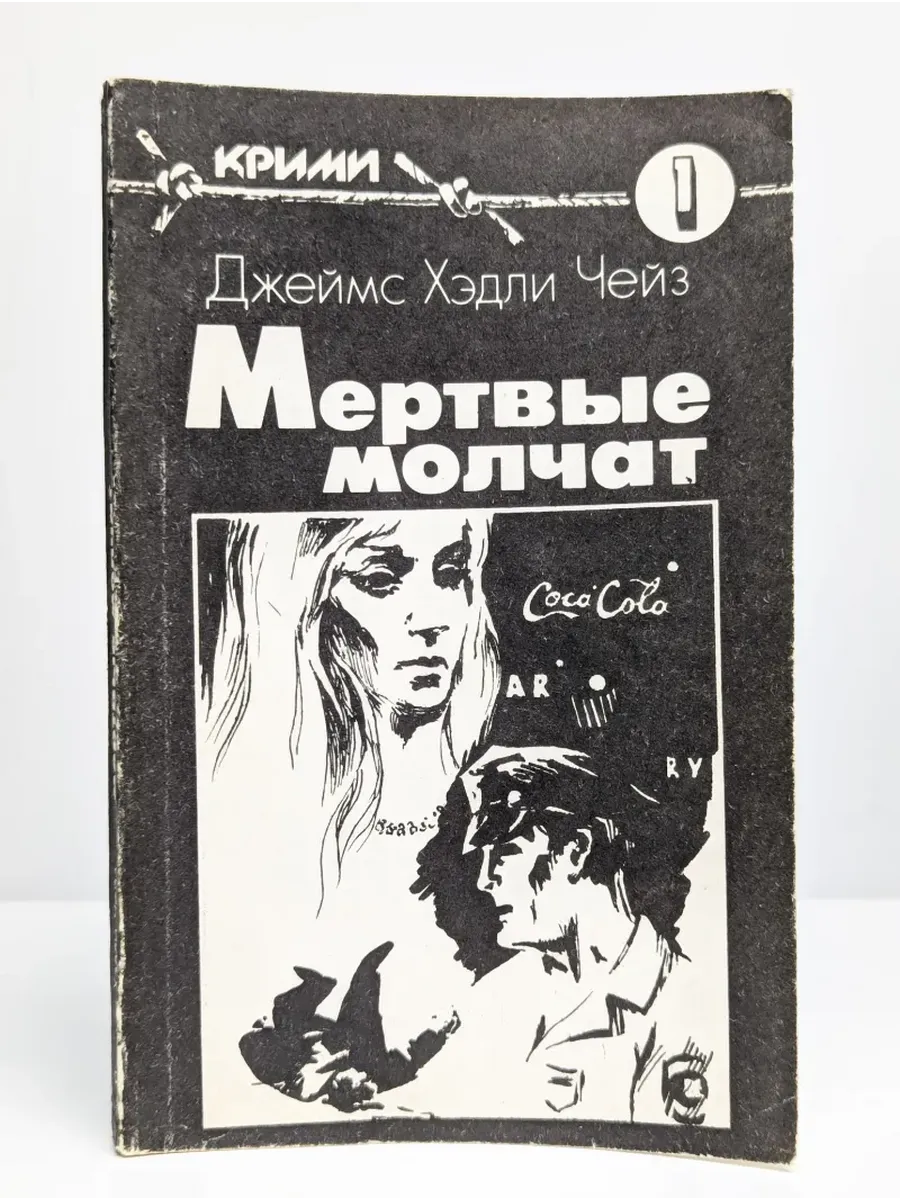 КРИМИ
1
Джеймс Хэдли Чейз
Мертвые
молчат
Coca Cola
AR
RY